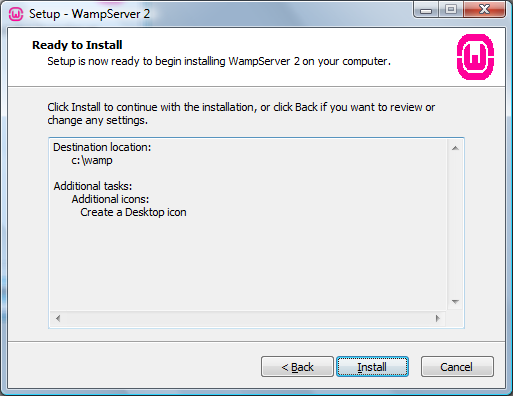 Setup - WampServer 2
Ready to Install
Setup is now ready to begin installing WampServer 2 on your computer.
Click Install to continue with the installation, or click Back if you want to review or
change any settings.
Destination location:
c:\wamp
Additional tasks:
Additional icons:
Create a Desktop icon
< Back
Install
Cancel